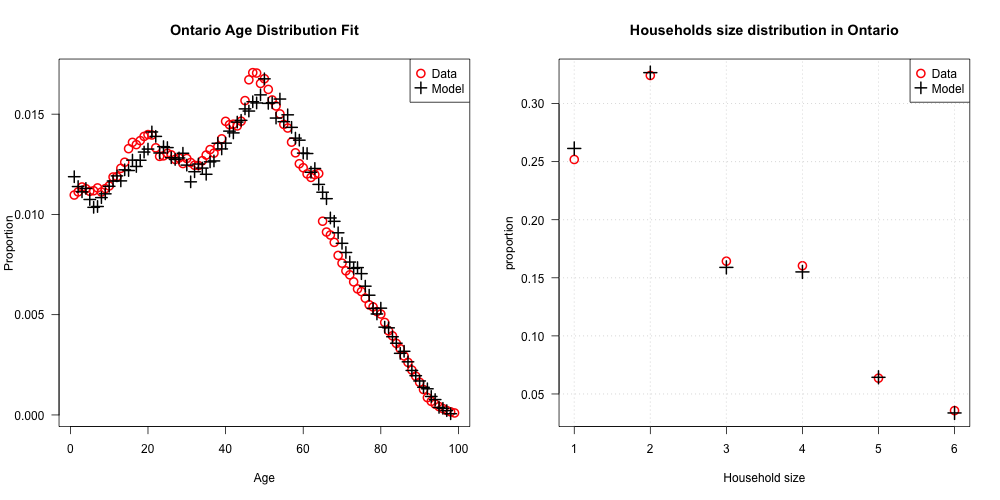 Ontario Age Distribution Fit
Data
Model
Proportion
0.015
0.010
0.005
0.000
0 20 40 60 80 100
Age
Households size distribution in Ontario
Data
Model
proportion
0.30
0.25
0.20
0.15
0.10
0.05
1 2 3 4 5 6
Household size